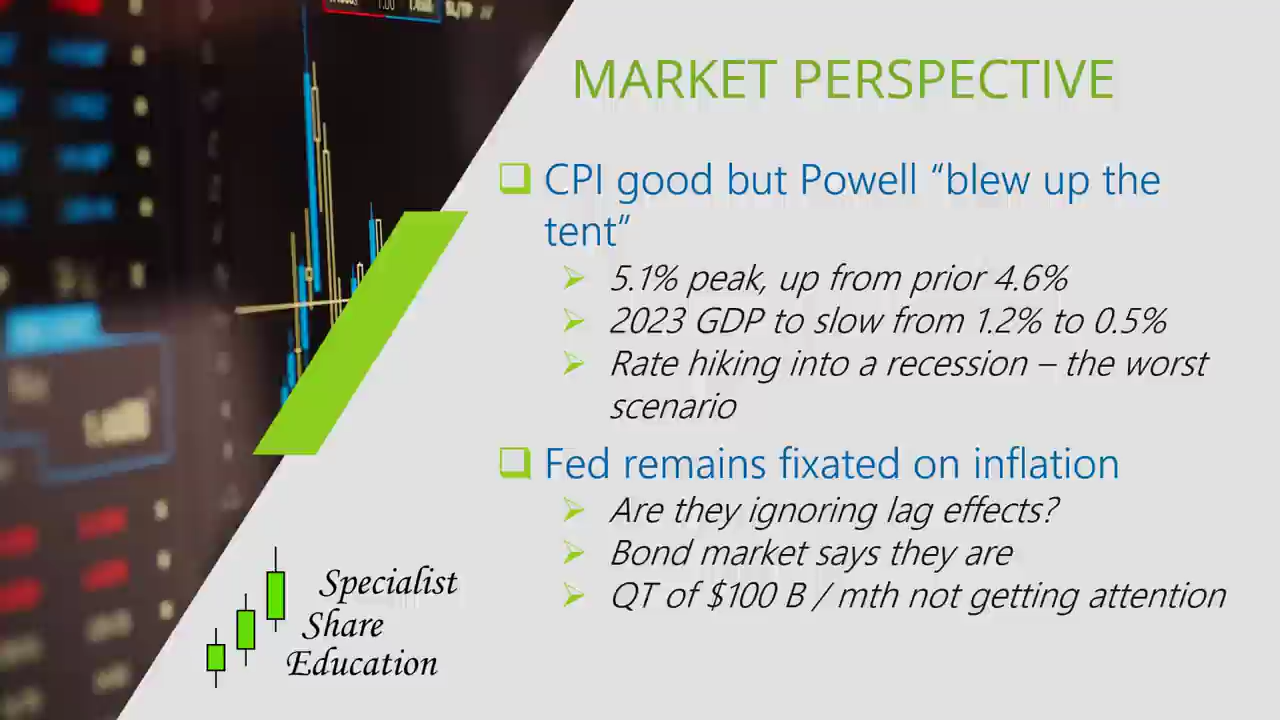 MARKET PERSPECTIVE
CPI good but Powell “blew up the
tent”
5.1% peak, up from prior 4.6%
2023 GDP to slow from 1.2% to 0.5%
Rate hiking into a recession – the worst
scenario
Fed remains fixated on inflation
Are they ignoring lag effects?
Bond market says they are
QT of $100 B / mth not getting attention
Specialist
Share
Education